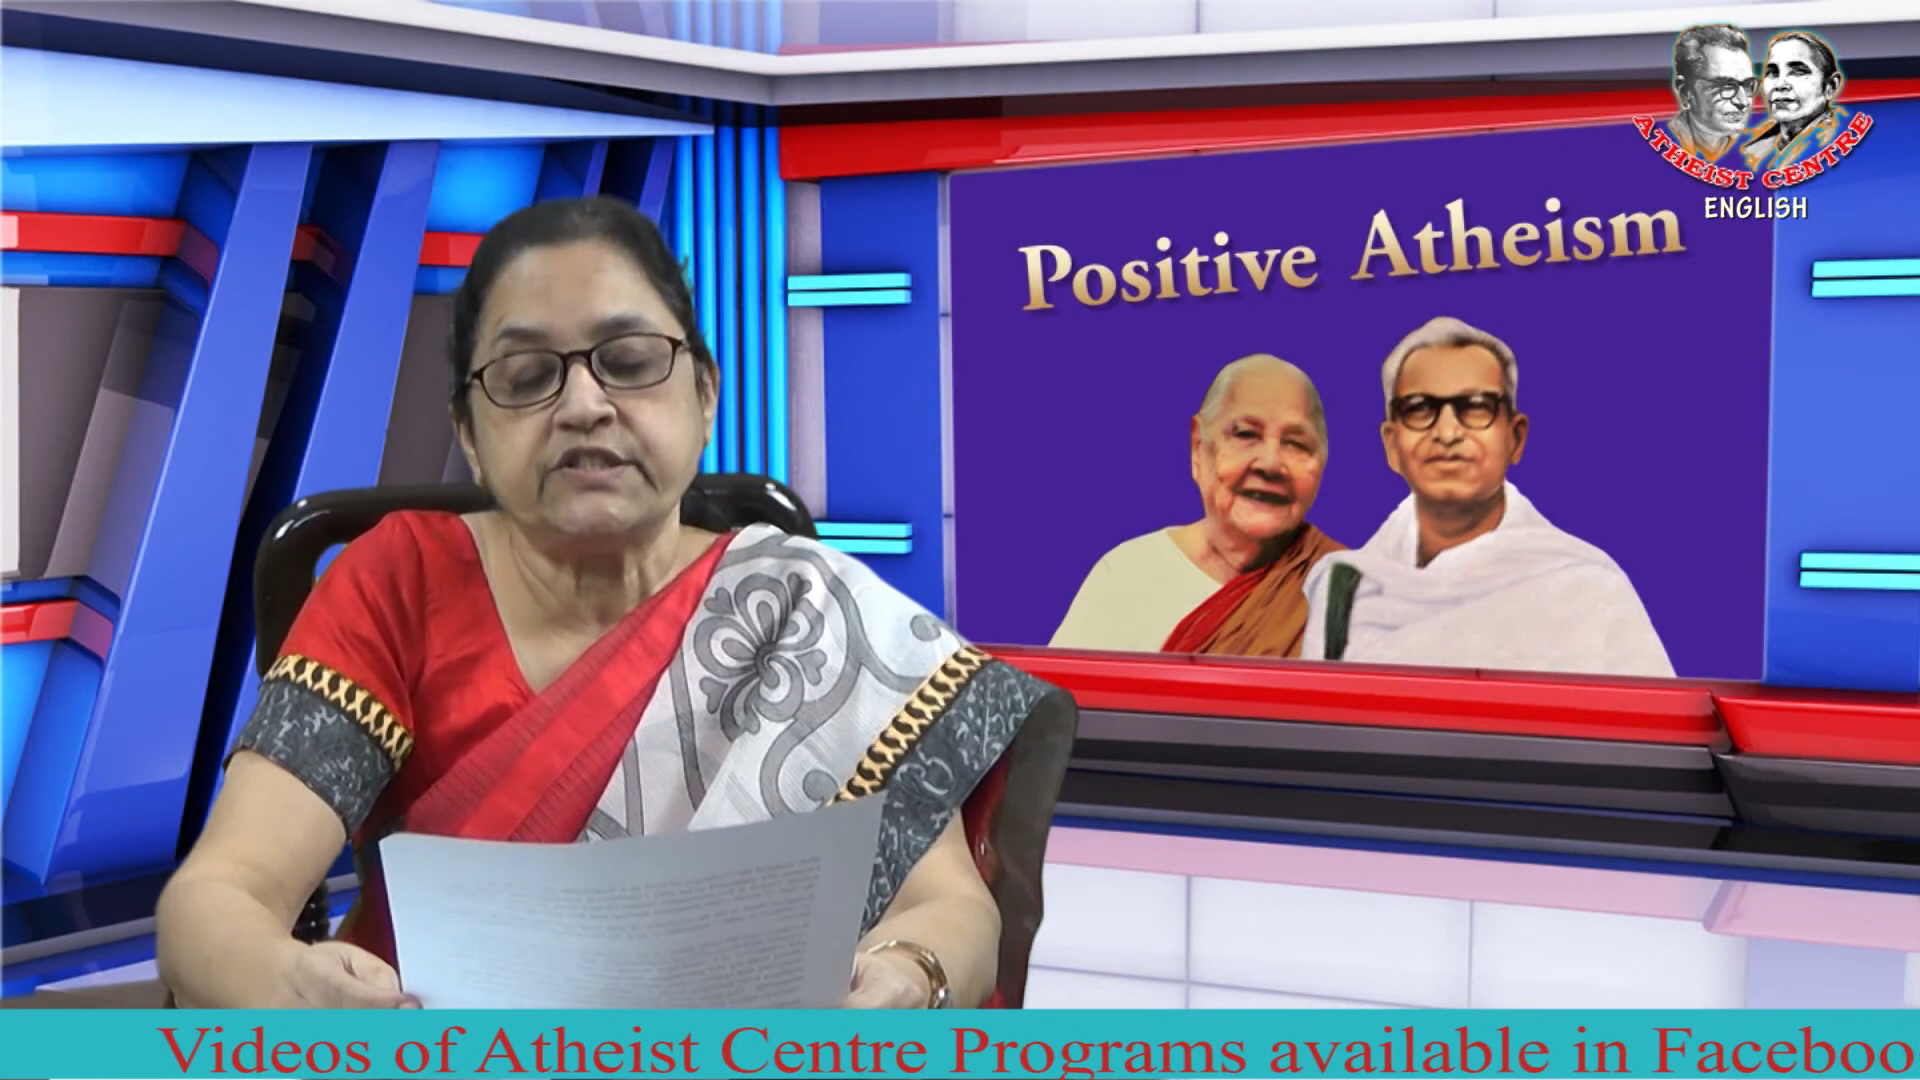 ATHEIST CENTRE
ENGLISH
Positive Atheism
Videos of Atheist Centre Programs available in Faceboo